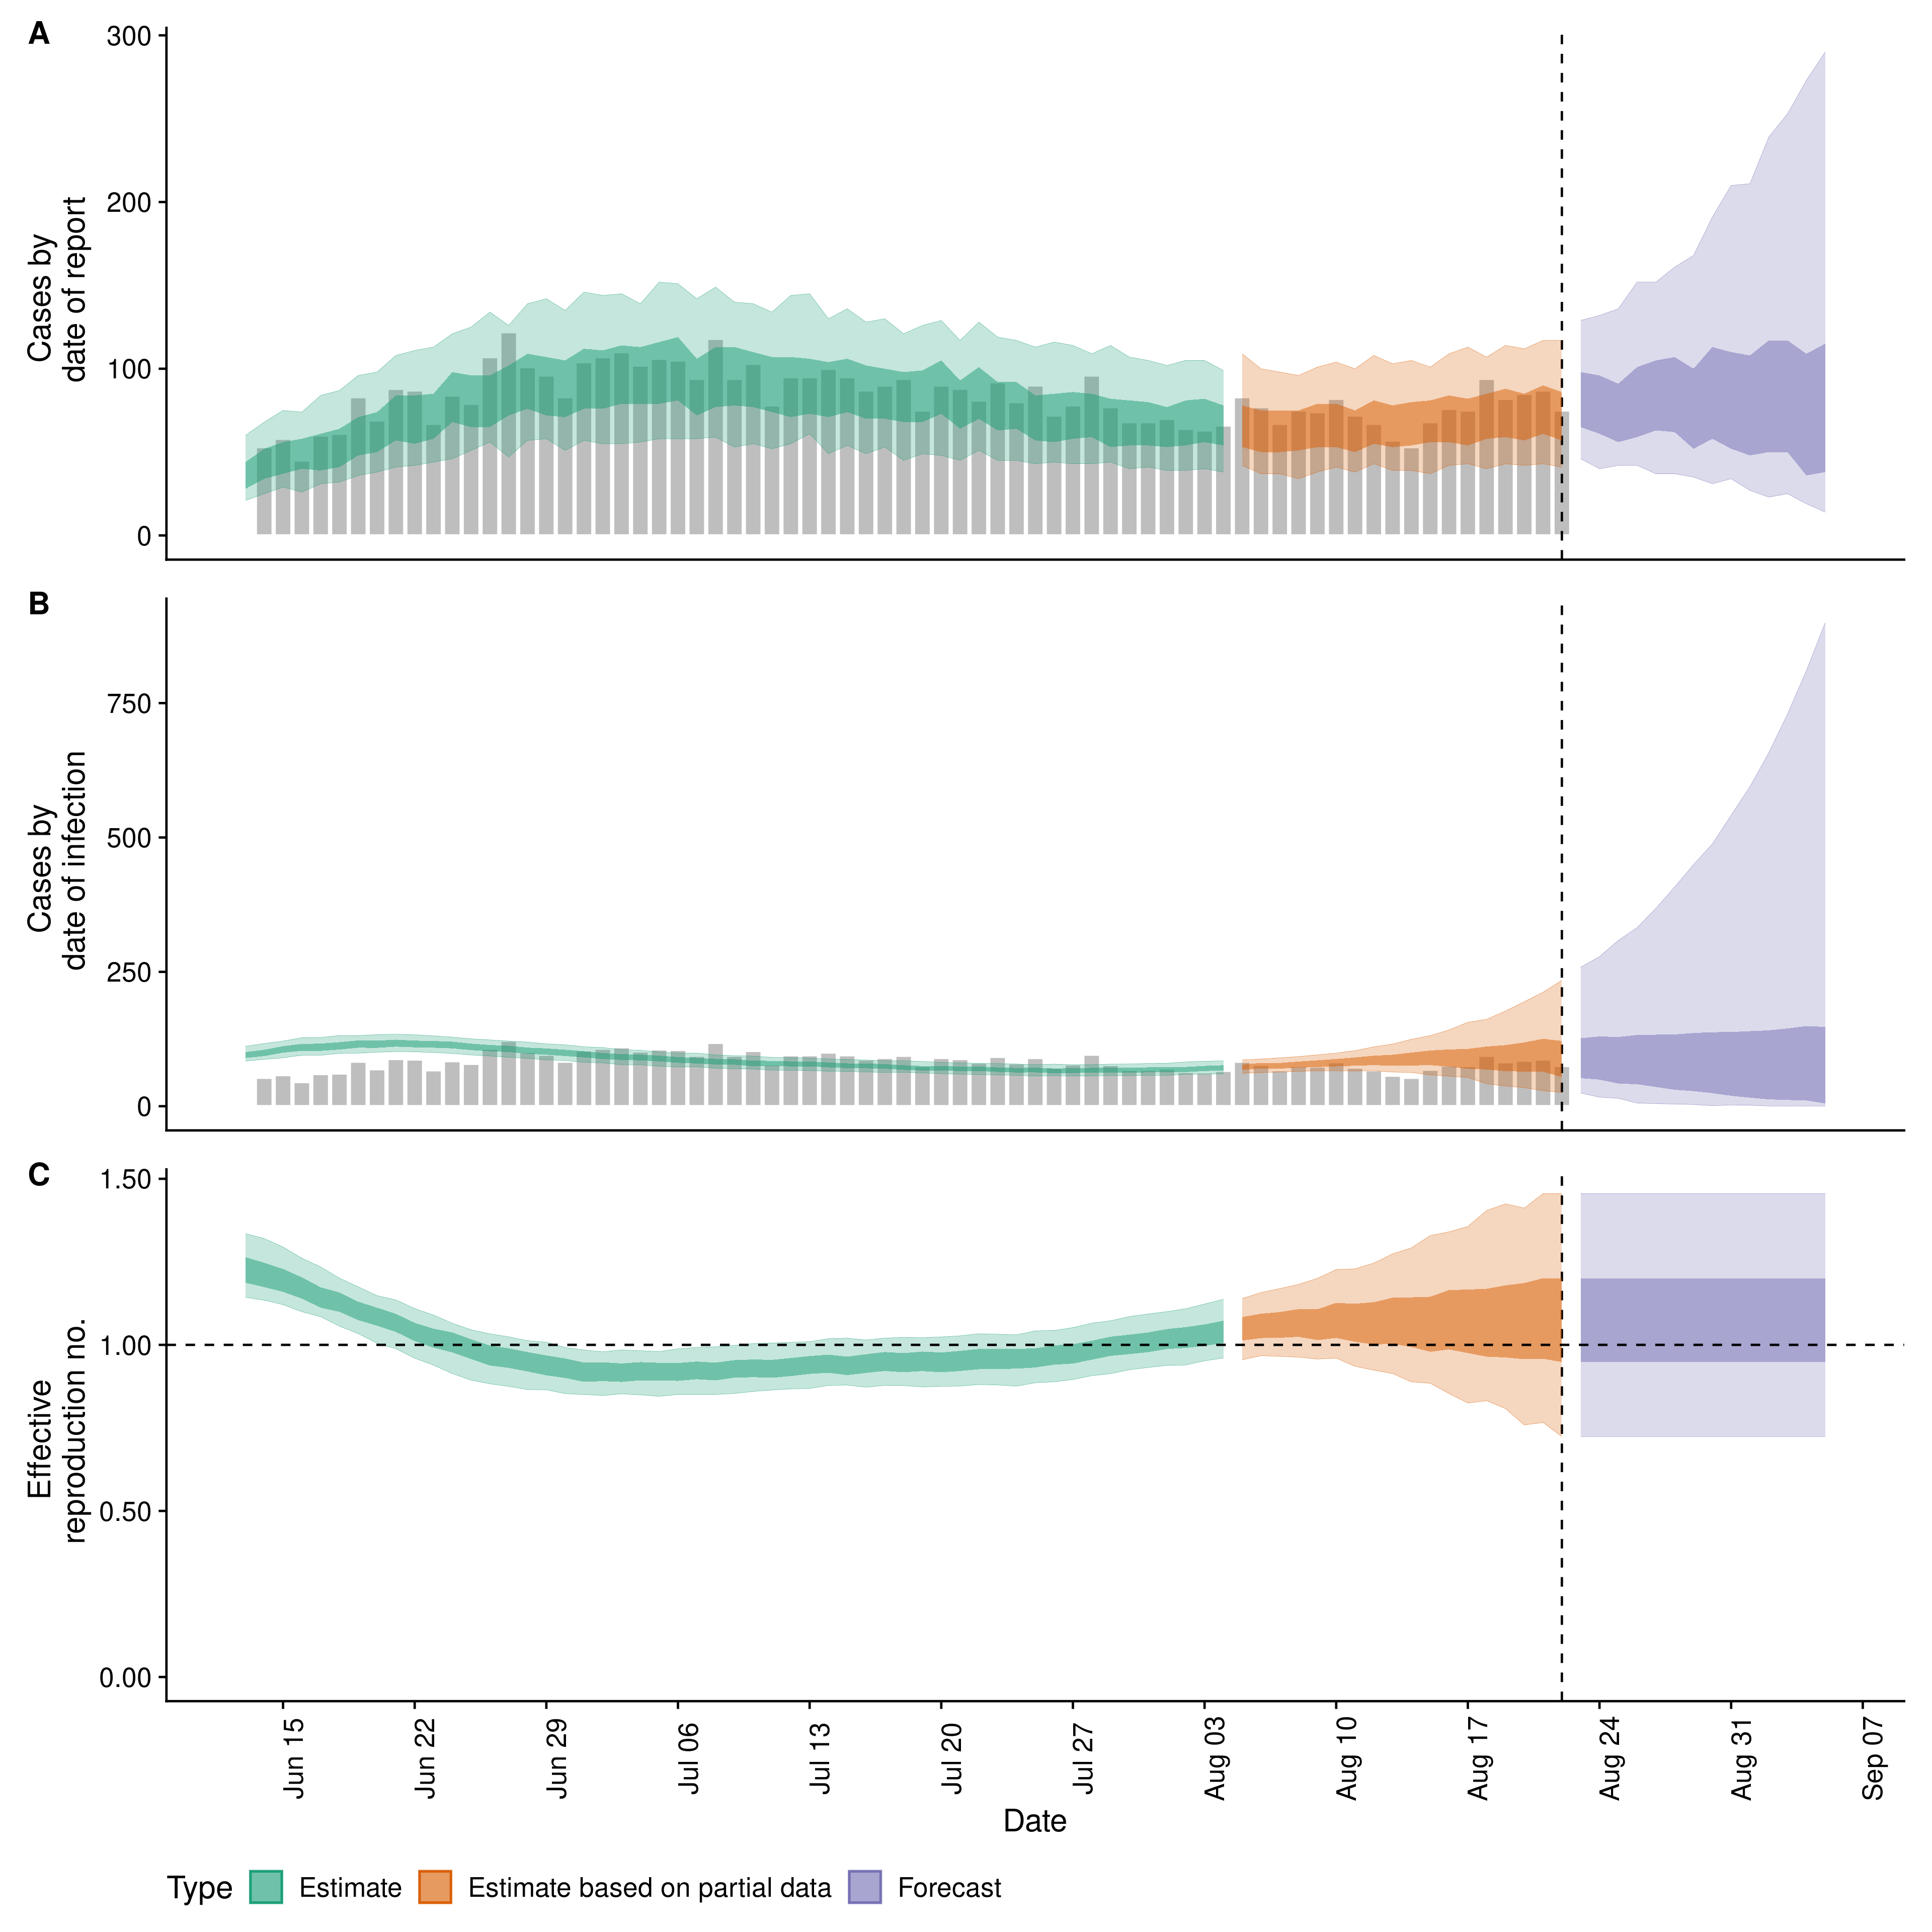 A
300
200
100
0
Cases by
date of report
B
750
500
250
0
Cases by
date of infection
C
1.50
1.00
0.50
0.00
Effective
reproduction no.
Jun 15
Jun 22
Jun 29
Jul 06
Jul 13
Jul 20
Jul 27
Aug 03
Aug 10
Aug 17
Aug 24
Aug 31
Sep 07
Date
Type Estimate Estimate based on partial data Forecast